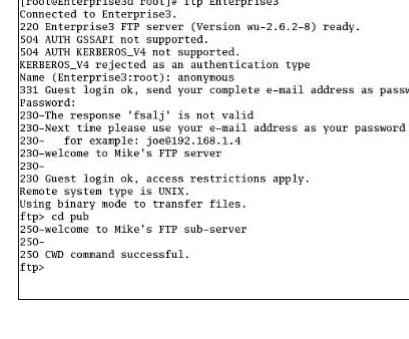 [root@Enterprise3d root]# ftp Enterprise3
Connected to Enterprise3.
220 Enterprise3 FTP server (Version wu-2.6.2-8) ready.
504 AUTH GSSAPI not supported.
504 AUTH KERBEROS_V4 not supported.
KERBEROS_V4 rejected as an authentication type
Name (Enterprise3:root): anonymous
331 Guest login ok, send your complete e-mail address as passw
Password:
230-The response 'fsalj' is not valid
230-Next time please use your e-mail address as your password
230-   for example: joe@192.168.1.4
230-welcome to Mike's FTP server
230-
230 Guest login ok, access restrictions apply.
Remote system type is UNIX.
Using binary mode to transfer files.
ftp> cd pub
250-welcome to Mike's FTP sub-server
250-
250 CWD command successful.
ftp>